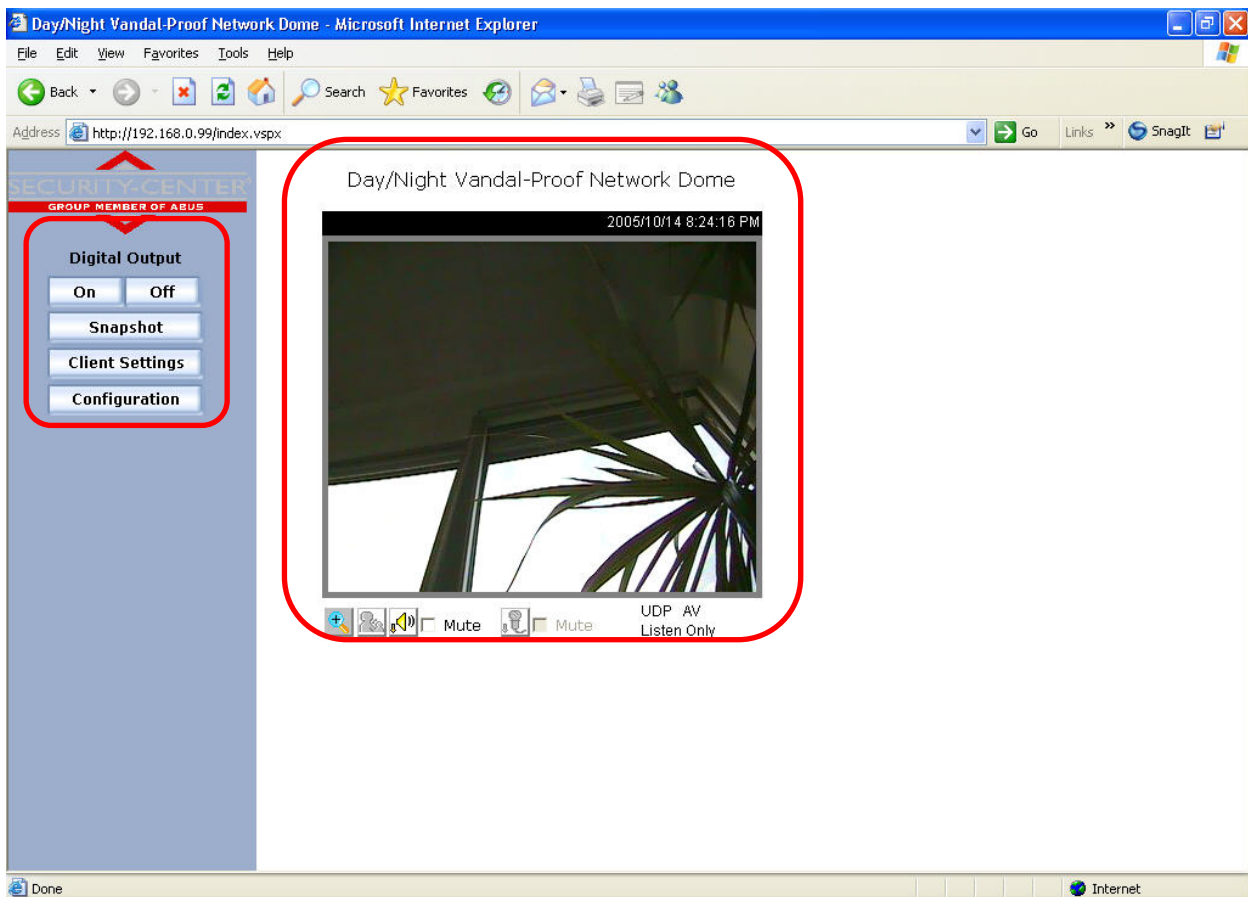 Day/Night Vandal-Proof Network Dome - Microsoft Internet Explorer
File Edit View Favorites Tools Help
Back Search Favorites
Address http://192.168.0.99/index.vspx Go Links » SnagIt
SECURITY-CENTER
GROUP MEMBER OF ABUS
Digital Output
On Off
Snapshot
Client Settings
Configuration
Day/Night Vandal-Proof Network Dome
2005/10/14 8:24:16 PM
Mute Mute UDP AV
Listen Only
Done Internet